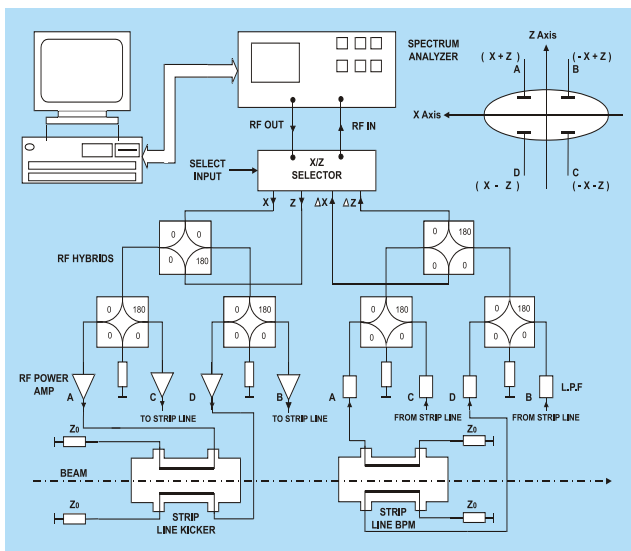 SPECTRUM
ANALYZER
RF OUT
RF IN
Z Axis
( X + Z )
(- X + Z )
A
B
X Axis
D
C
( X - Z )
(- X - Z )
SELECT
INPUT
X/Z
SELECTOR
X
Z
ΔX
ΔZ
RF HYBRIDS
0
180
0
0
0
0
0
180
0
180
0
0
0
180
0
0
0
180
0
0
0
180
0
0
RF POWER
AMP
A
C
D
B
A
C
D
B
L.P.F
TO STRIP LINE
TO STRIP LINE
FROM STRIP LINE
FROM STRIP LINE
Z0
Z0
BEAM
Z0
Z0
STRIP
LINE KICKER
STRIP
LINE BPM